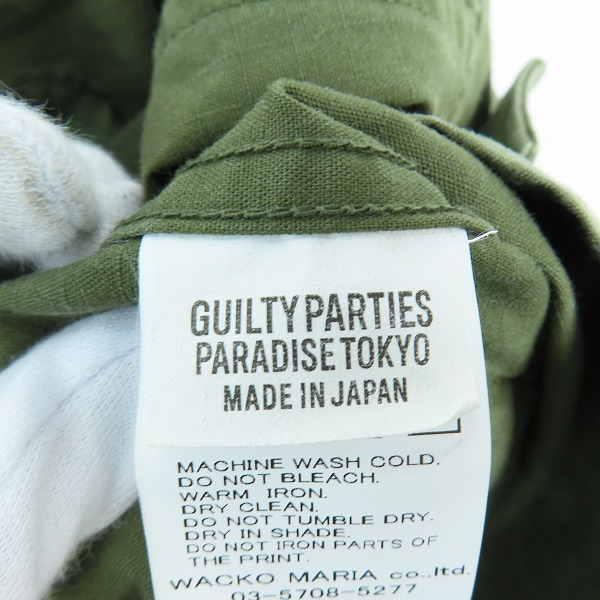 GUILTY PARTIES
PARADISE TOKYO
MADE IN JAPAN
MACHINE WASH COLD.
DO NOT BLEACH.
WARM IRON.
DRY CLEAN.
DO NOT TUMBLE DRY.
DRY IN SHADE.
DO NOT IRON PARTS OF
THE PRINT.
WACKO MARIA co.,ltd.
03-5708-5277